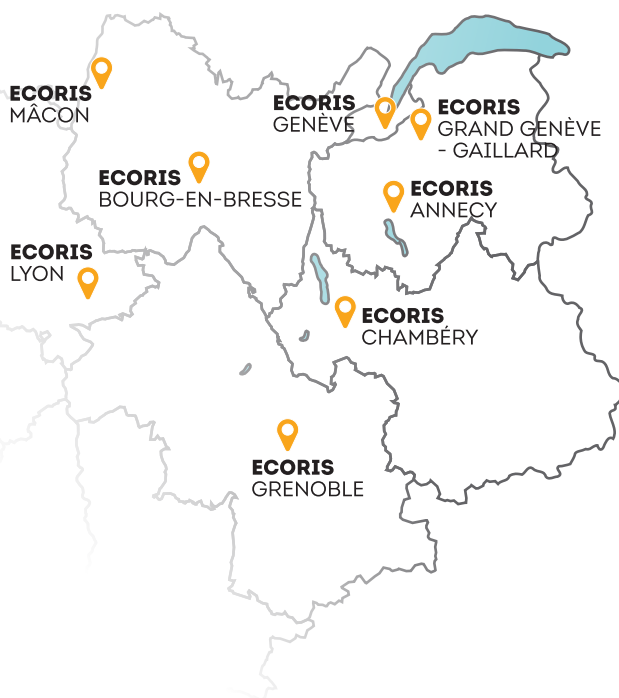 ECORIS
MÂCON
ECORIS
GENÈVE
ECORIS
GRAND GENÈVE
- GAILLARD
ECORIS
BOURG-EN-BRESSE
ECORIS
ANNECY
ECORIS
LYON
ECORIS
CHAMBÉRY
ECORIS
GRENOBLE